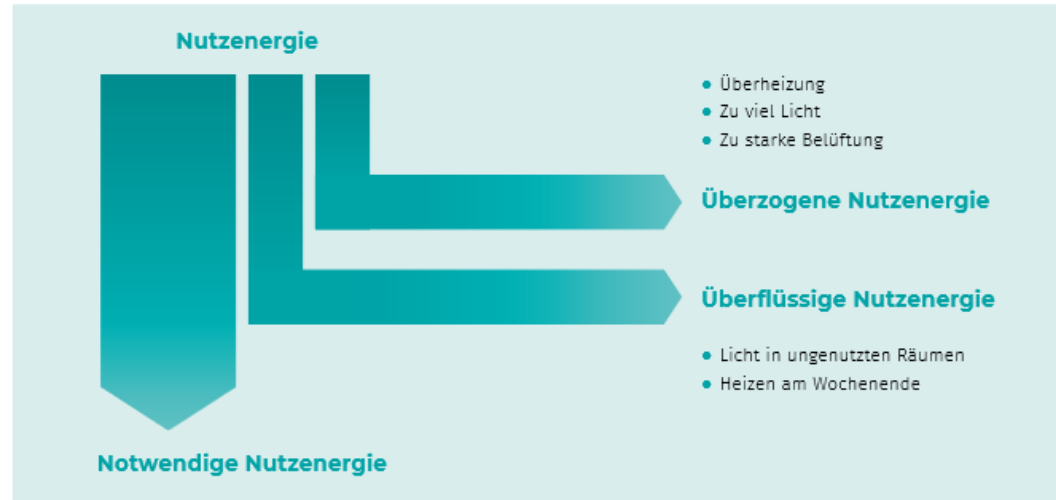 Nutzenergie
● Überheizung
● Zu viel Licht
● Zu starke Belüftung
Überzogene Nutzenergie
Überflüssige Nutzenergie
● Licht in ungenutzten Räumen
● Heizen am Wochenende
Notwendige Nutzenergie